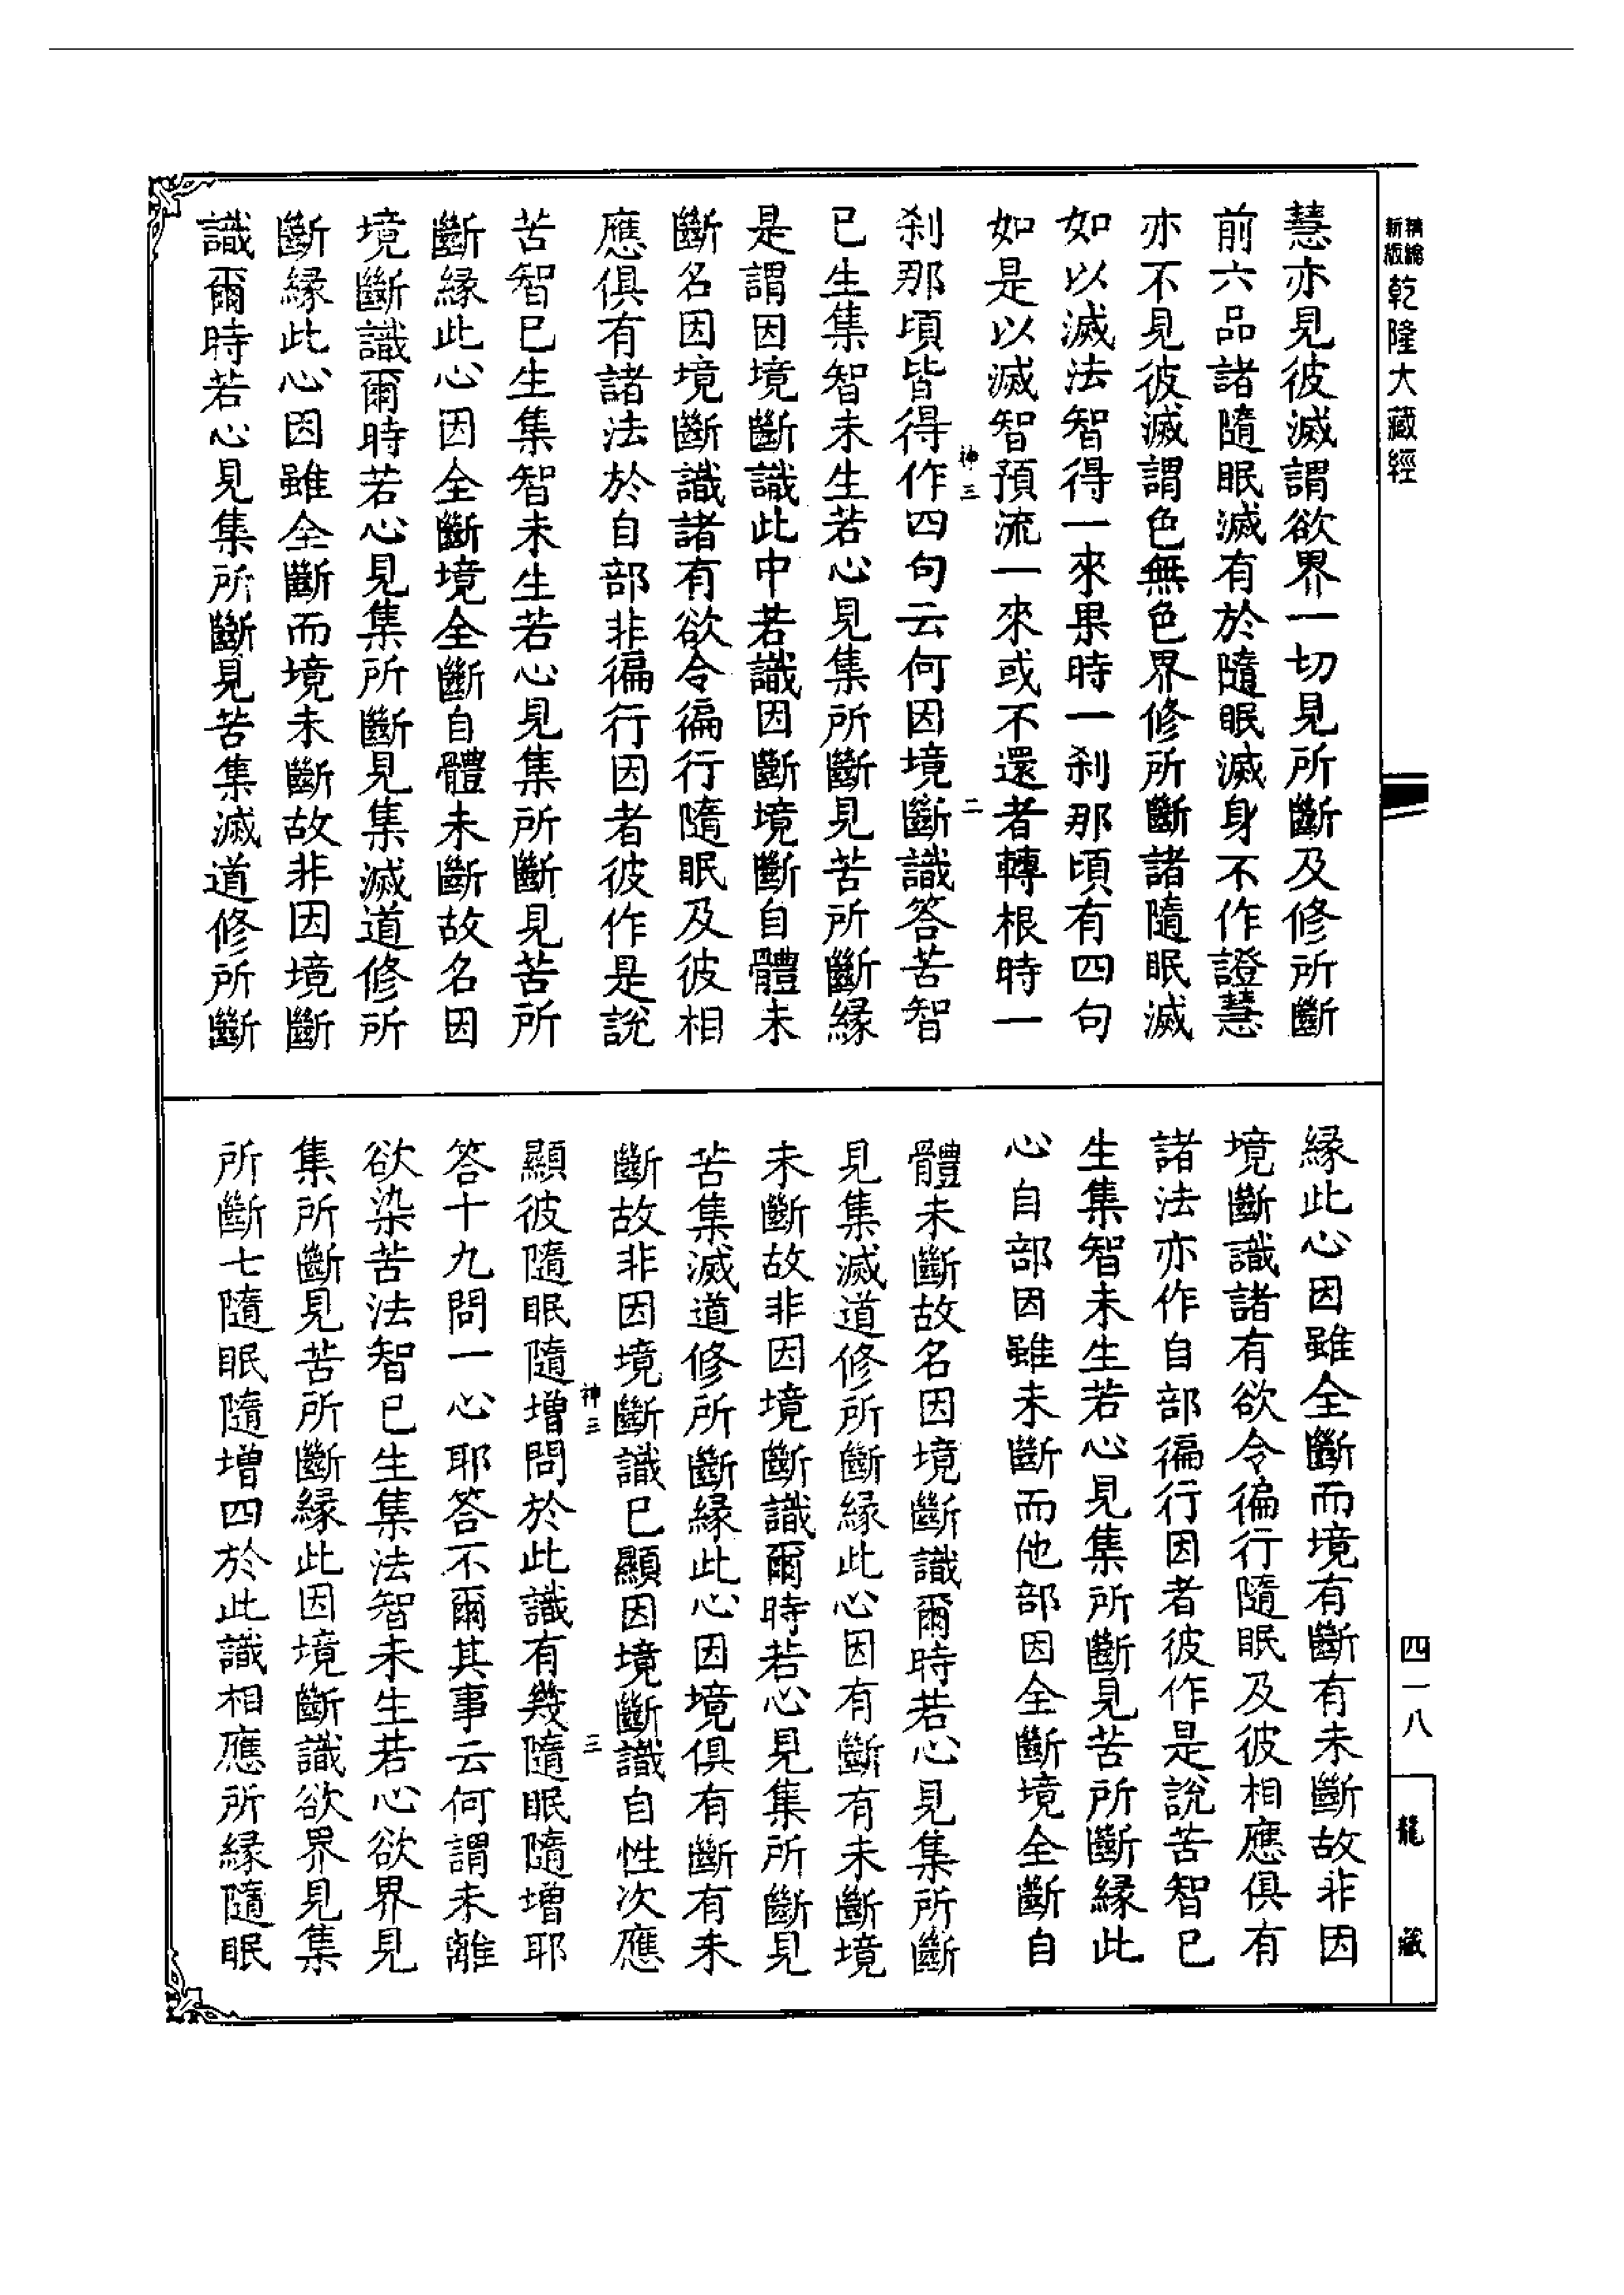 精編
新版
乾隆大藏經
四一八
龍藏
慧亦見彼滅謂欲界一切見所斷及修所斷
前六品諸隨眠滅有於隨眠滅身不作證慧
亦不見彼滅謂色無色界修所斷諸隨眠滅
如以滅法智得一來果時一剎那頃有四句
如是以滅智預流一來或不還者轉根時一
神三
二
剎那頃皆得作四句云何因境斷識答苦智
已生集智未生若心見集所斷見苦所斷緣
是謂因境斷識此中若識因斷境斷自體未
斷名因境斷識諸有欲令徧行隨眠及彼相
應俱有諸法於自部非徧行因者彼作是說
苦智已生集智未生若心見集所斷見苦所
斷緣此心因全斷境全斷自體未斷故名因
境斷識爾時若心見集所斷見集滅道修所
斷緣此心因雖全斷而境未斷故非因境斷
識爾時若心見集所斷見苦集滅道修所斷
緣此心因雖全斷而境有斷有未斷故非因
境斷識諸有欲令徧行隨眠及彼相應俱有
諸法亦作自部徧行因者彼作是說苦智已
生集智未生若心見集所斷見苦所斷緣此
心自部因雖未斷而他部因全斷境全斷自
體未斷故名因境斷識爾時若心見集所斷
見集滅道修所斷緣此心因有斷有未斷境
未斷故非因境斷識爾時若心見集所斷見
苦集滅道修所斷緣此心因境俱有斷有未
斷故非因境斷識已顯因境斷識自性次應
神三
三
顯彼隨眠隨增問於此識有幾隨眠隨增耶
答十九問一心耶答不爾其事云何謂未離
欲染苦法智已生集法智未生若心欲界見
集所斷見苦所斷緣此因境斷識欲界見集
所斷七隨眠隨增四於此識相應所緣隨眠